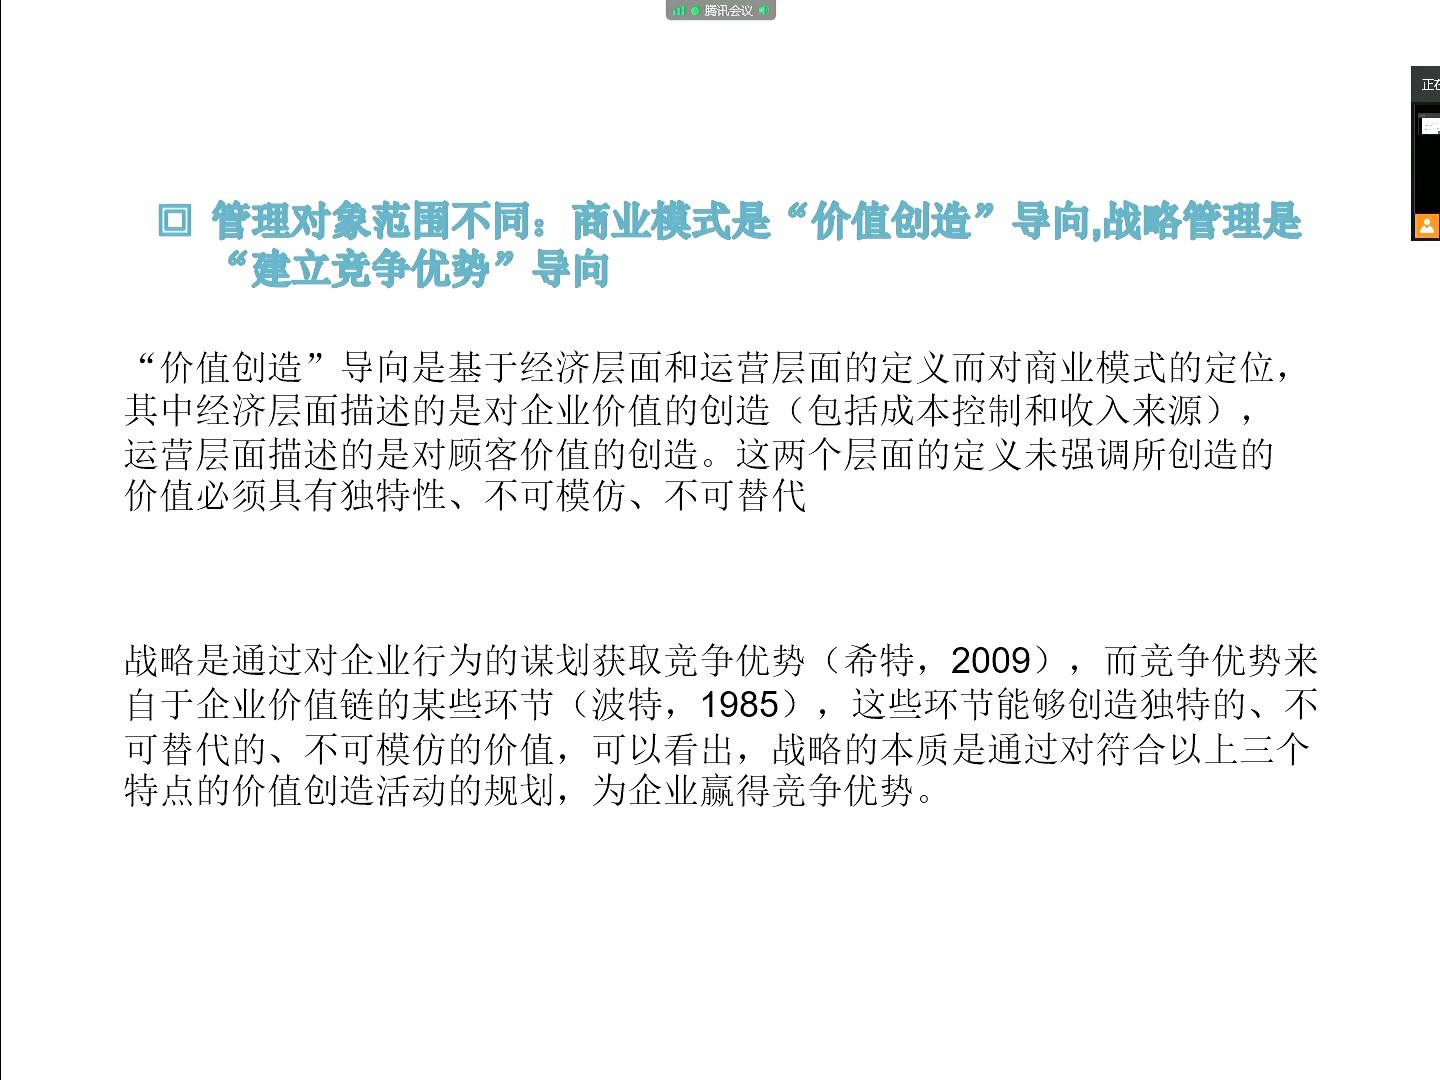 腾讯会议
正在
管理对象范围不同：商业模式是“价值创造”导向,战略管理是
“建立竞争优势”导向
“价值创造”导向是基于经济层面和运营层面的定义而对商业模式的定位，
其中经济层面描述的是对企业价值的创造（包括成本控制和收入来源），
运营层面描述的是对顾客价值的创造。这两个层面的定义未强调所创造的
价值必须具有独特性、不可模仿、不可替代
战略是通过对企业行为的谋划获取竞争优势（希特，2009），而竞争优势来
自于企业价值链的某些环节（波特，1985），这些环节能够创造独特的、不
可替代的、不可模仿的价值，可以看出，战略的本质是通过对符合以上三个
特点的价值创造活动的规划，为企业赢得竞争优势。